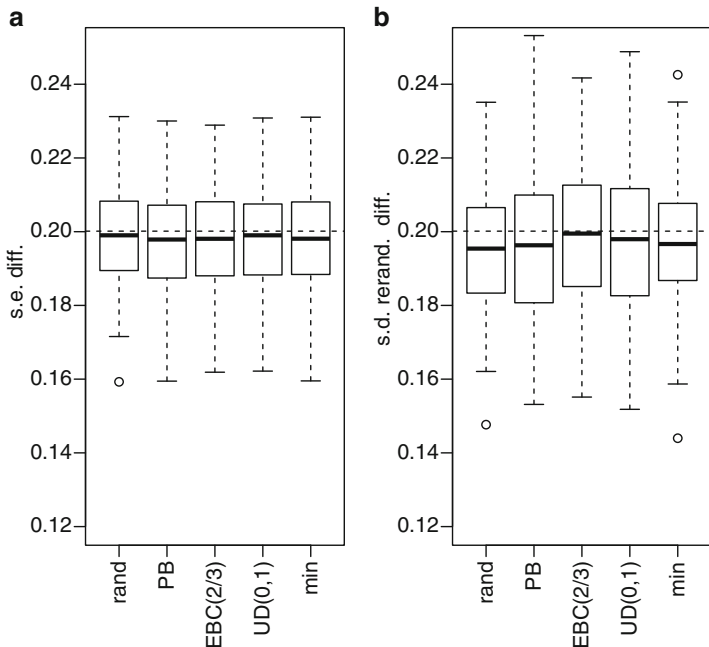 a
s.e. diff.
0.24
0.22
0.20
0.18
0.16
0.14
0.12
rand
PB
EBC(2/3)
UD(0,1)
min
b
s.d. rerand. diff.
0.24
0.22
0.20
0.18
0.16
0.14
0.12
rand
PB
EBC(2/3)
UD(0,1)
min